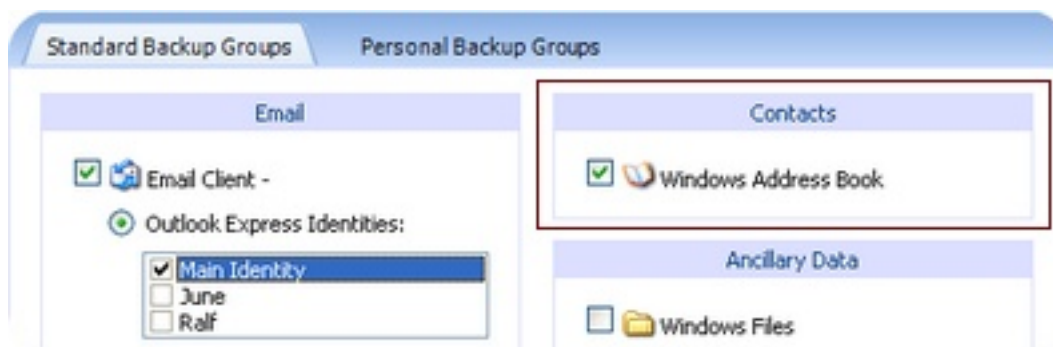 Standard Backup Groups
Personal Backup Groups
Email
Email Client -
Outlook Express Identities:
Main Identity
June
Ralf
Contacts
Windows Address Book
Ancillary Data
Windows Files